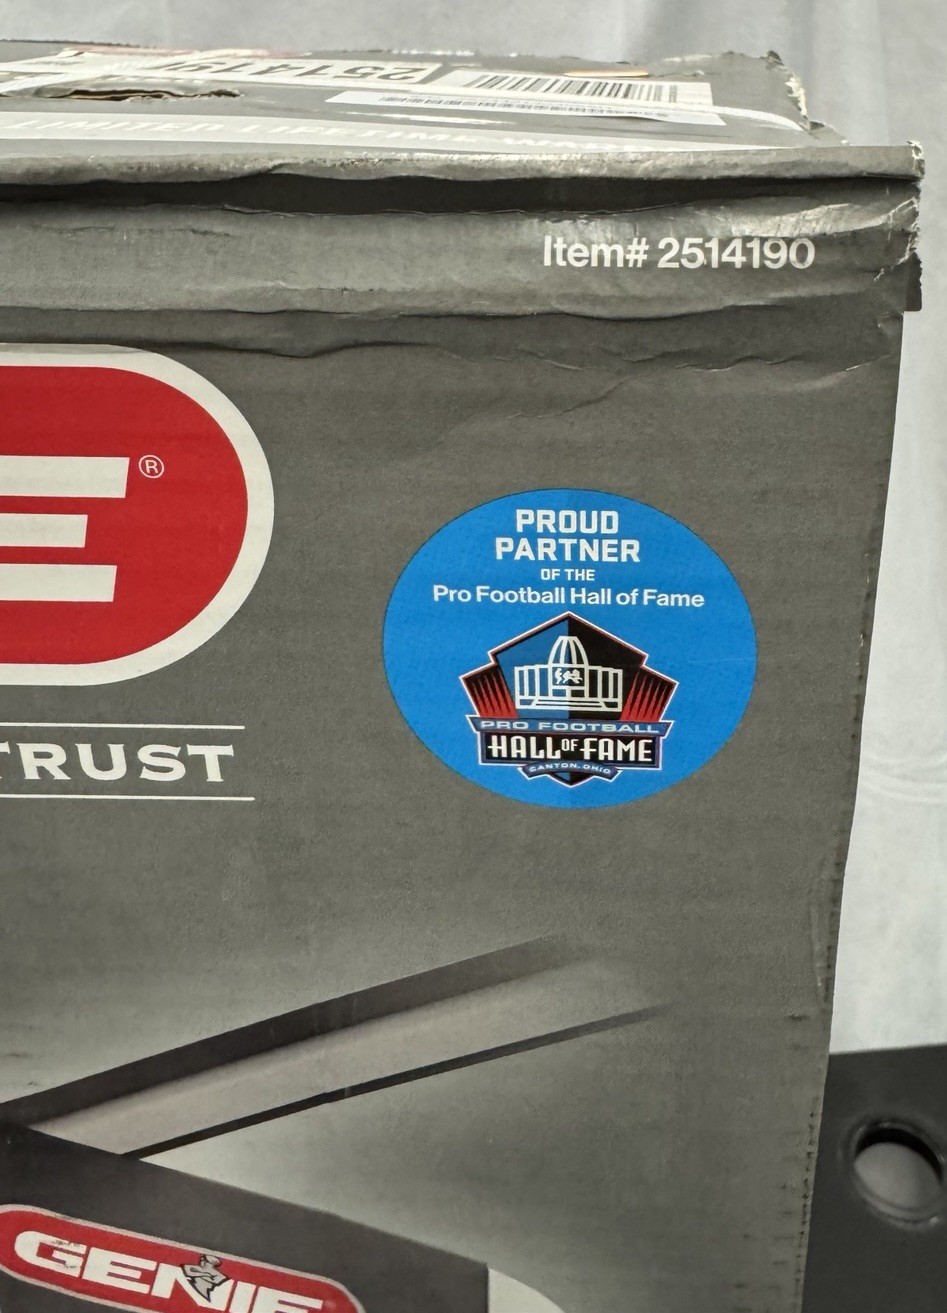 Item# 2514190
E®
TRUST
PROUD
PARTNER
OF THE
Pro Football Hall of Fame
PRO FOOTBALL
HALL OF FAME
CANTON, OHIO
GENIE